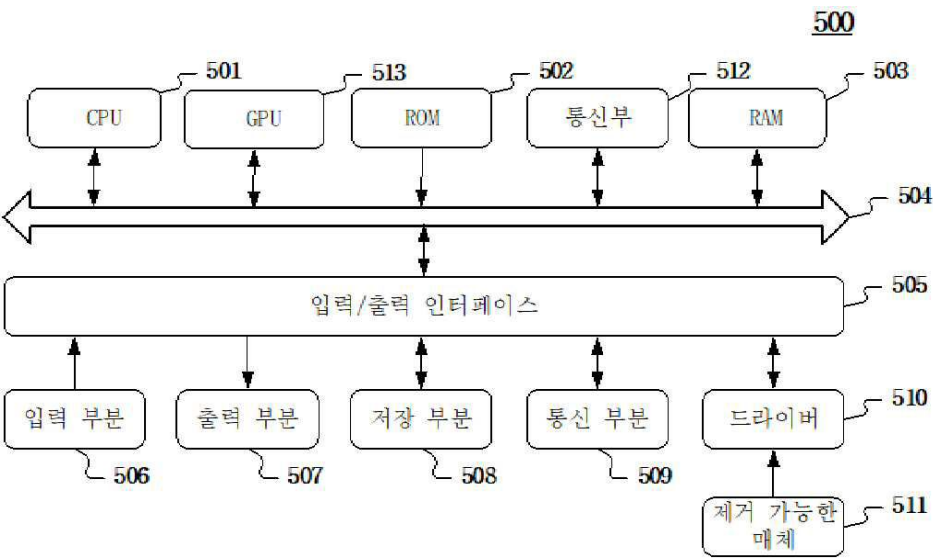 500
501 513 502 512 503
CPU GPU ROM 통신부 RAM
504
505
입력/출력 인터페이스
입력 부분 출력 부분 저장 부분 통신 부분 드라이버 510
506 507 508 509
제거 가능한 511
매체